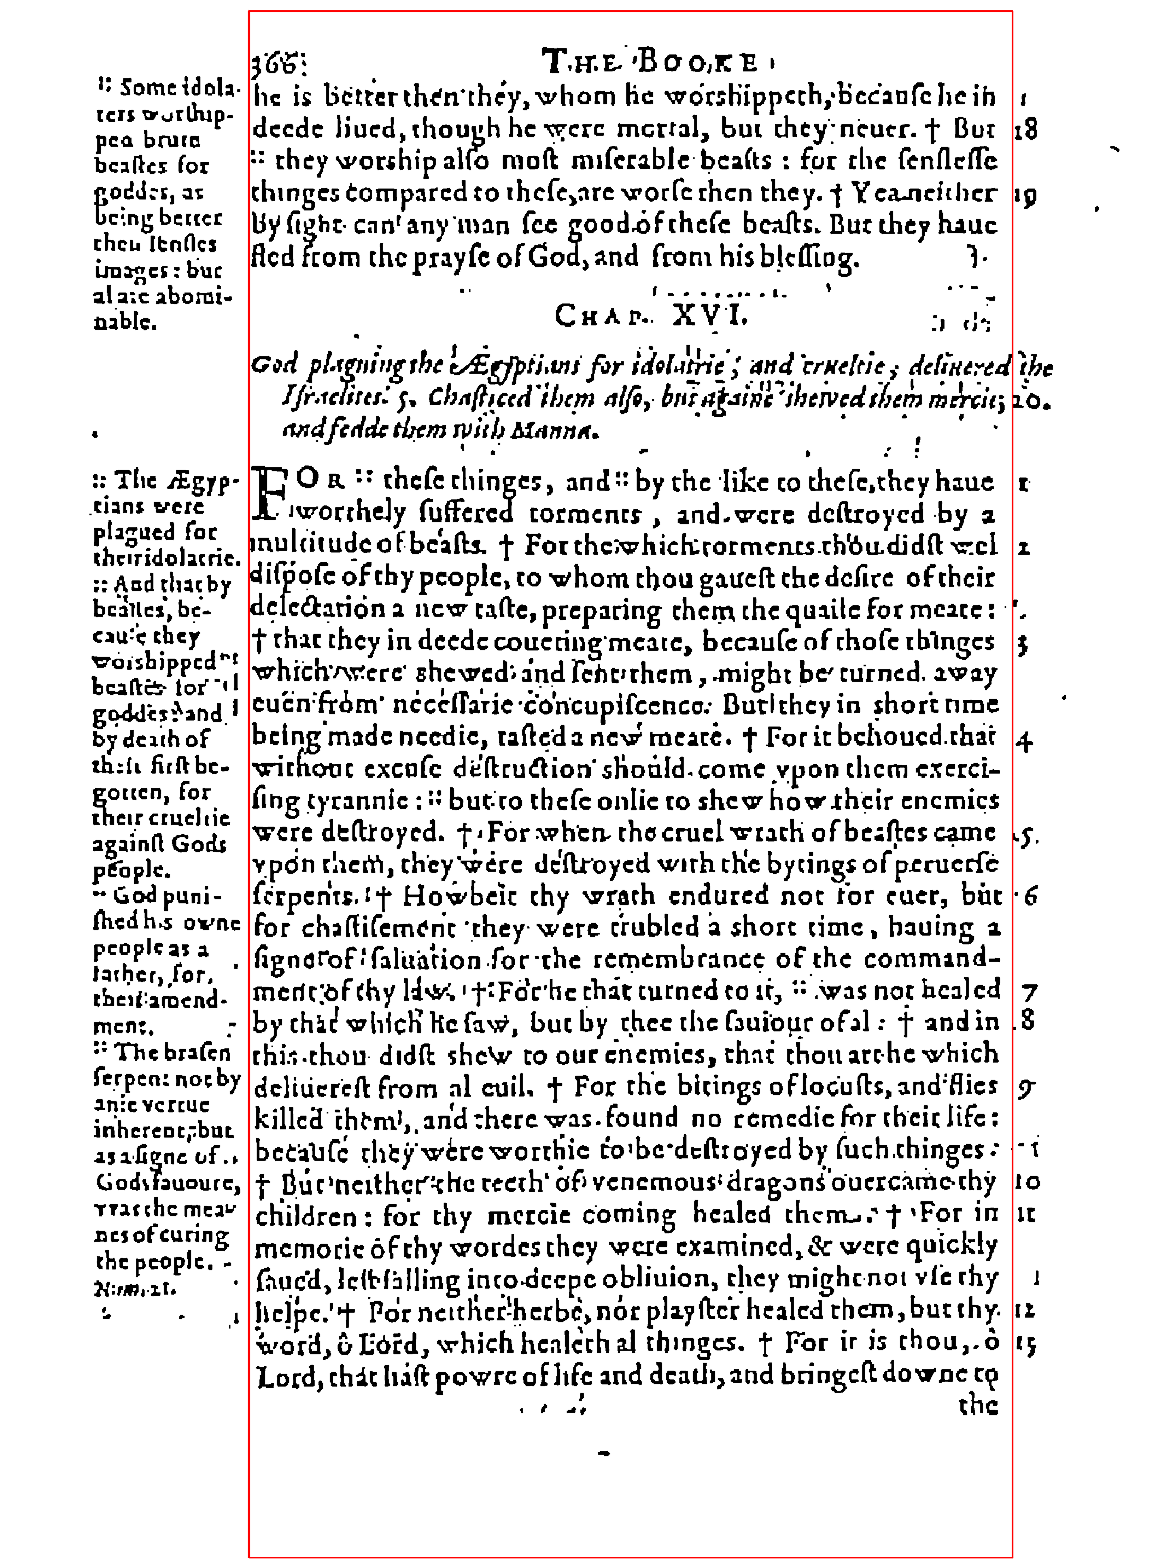 366 THE BOOKE
he is better then they, whom he worshippeth, becauſe he in
deede liued, though he were mortal, but they neuer. † But 18
:: they worship alſo moſt miſerable beaſts : for the ſenſleſſe
thinges compared to theſe, are worſe then they. † Yea neither 19
by ſight can any man ſee good of theſe beaſts. But they haue
fled from the prayſe of God, and from his bleſſing.
CHAP. XVI.
God plaguing the Ægyptians for idolatrie, and crueltie, deliuered the
Iſraelites. 5. Chaſticed them alſo, but againe shewed them mercie, 20.
and fedde them with Manna.
FOR :: theſe thinges, and :: by the like to theſe, they haue 1
worthely ſuffered torments, and were deſtroyed by a
multitude of beaſts. † For the which torments thou didſt wel 2
diſpoſe of thy people, to whom thou gaueſt the deſire of their
delectation a new taſte, preparing them the quaile for meate :
† that they in deede coueting meate, becauſe of thoſe thinges 3
which were shewed and ſent them, might be turned away
euen from neceſſarie concupiſcence. But they in short time
being made needie, taſted a new meate. † For it behoued that 4
without excuſe deſtruction should come vpon them exerci-
ſing tyrannie : :: but to theſe onlie to shew how their enemies
were deſtroyed. † For when the cruel wrath of beaſtes came 5.
vpon them, they were deſtroyed with the bytings of peruerſe
ſerpents. † Howbeit thy wrath endured not for euer, but 6
for chaſtiſement they were trubled a short time, hauing a
ſigne of ſaluation for the remembrance of the command-
ment of thy law. † For he that turned to it, :: was not healed 7
by that which he ſaw, but by thee the ſauiour of al : † and in 8
this thou didſt shew to our enemies, that thou art he which
deliuereſt from al euil. † For the bitings of locuſts, and flies 9
killed them, and there was found no remedie for their life :
becauſe they were worthie to be deſtroyed by ſuch thinges.
† But neither the teeth of venemous dragons ouercame thy 10
children : for thy mercie coming healed them. † For in 11
memorie of thy wordes they were examined, & were quickly
ſaued, leſt falling into deepe obliuion, they might not vſe thy
helpe. † For neither herbe, nor playſter healed them, but thy 12
word, ô Lord, which healeth al thinges. † For it is thou, ô 13
Lord, that haſt powre of life and death, and bringeſt downe to
the
:: Some idola-
ters worſhip-
ped brute
beaſtes for
goddes, as
being better
then ſenſles
images : but
al are abomi-
nable.
:: The Ægyp-
tians were
plagued for
their idolatrie.
:: And that by
beaſtes, be-
cauſe they
worshipped
beaſtes for
goddes : and
by death of
their firſt be-
gotten, for
their crueltie
againſt Gods
people.
:: God puni-
ſhed his owne
people as a
father, for
their amend-
ment.
:: The braſen
ſerpent not by
anie vertue
inherent, but
as a ſigne of
Gods fauoure,
was the mea-
nes of curing
the people.
Num. 21.